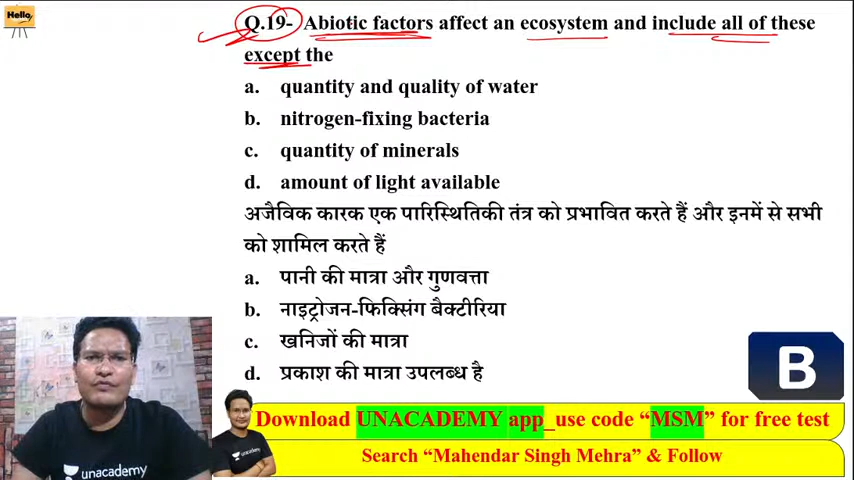 Hello,
Q.19- Abiotic factors affect an ecosystem and include all of these
except the
a. quantity and quality of water
b. nitrogen-fixing bacteria
c. quantity of minerals
d. amount of light available
अजैविक कारक एक पारिस्थितिकी तंत्र को प्रभावित करते हैं और इनमें से सभी
को शामिल करते हैं
a. पानी की मात्रा और गुणवत्ता
b. नाइट्रोजन-फिक्सिंग बैक्टीरिया
c. खनिजों की मात्रा
d. प्रकाश की मात्रा उपलब्ध है
B
unacademy
unacademy
Download UNACADEMY app_use code “MSM” for free test
Search “Mahendar Singh Mehra” & Follow